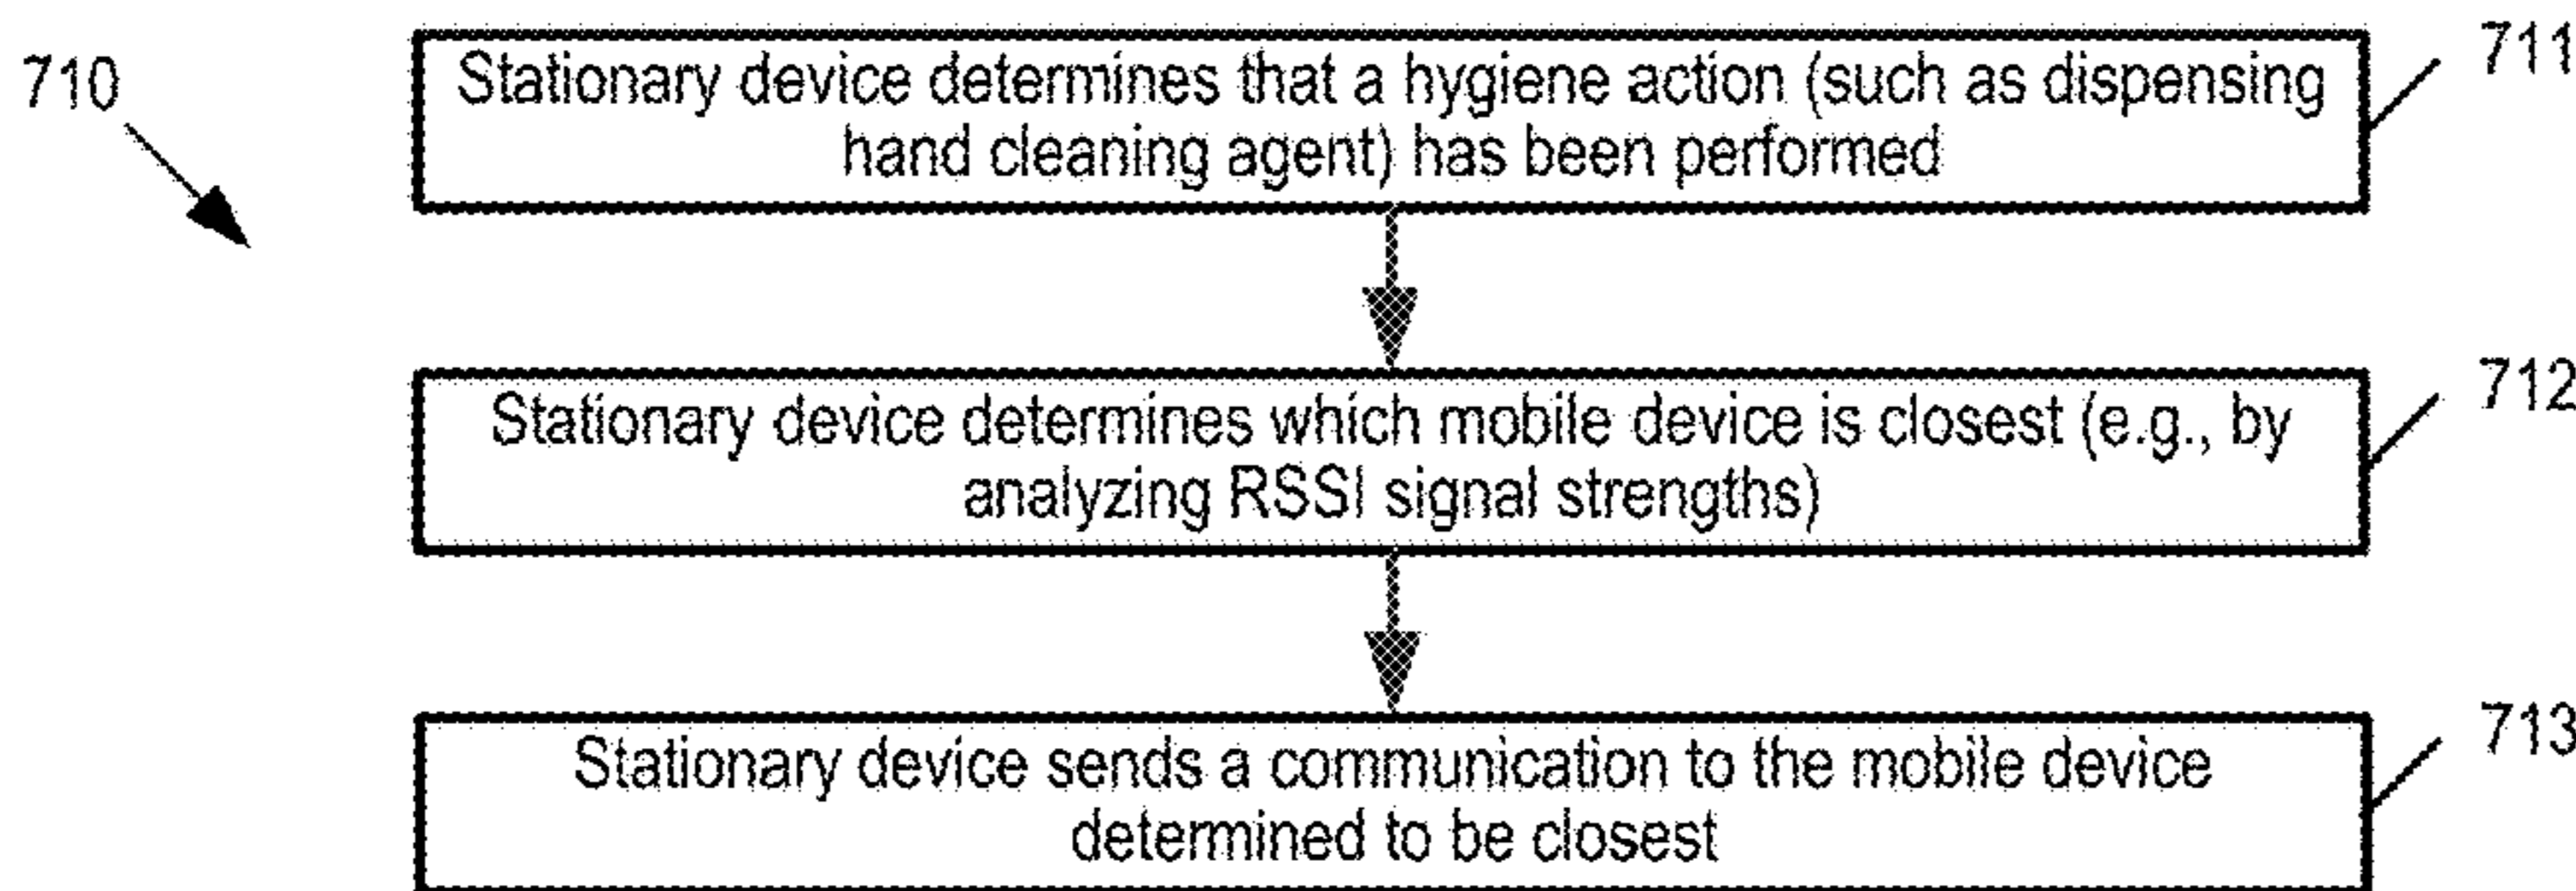 710
Stationary device determines that a hygiene action (such as dispensing
hand cleaning agent) has been performed
711
Stationary device determines which mobile device is closest (e.g., by
analyzing RSSI signal strengths)
712
Stationary device sends a communication to the mobile device
determined to be closest
713